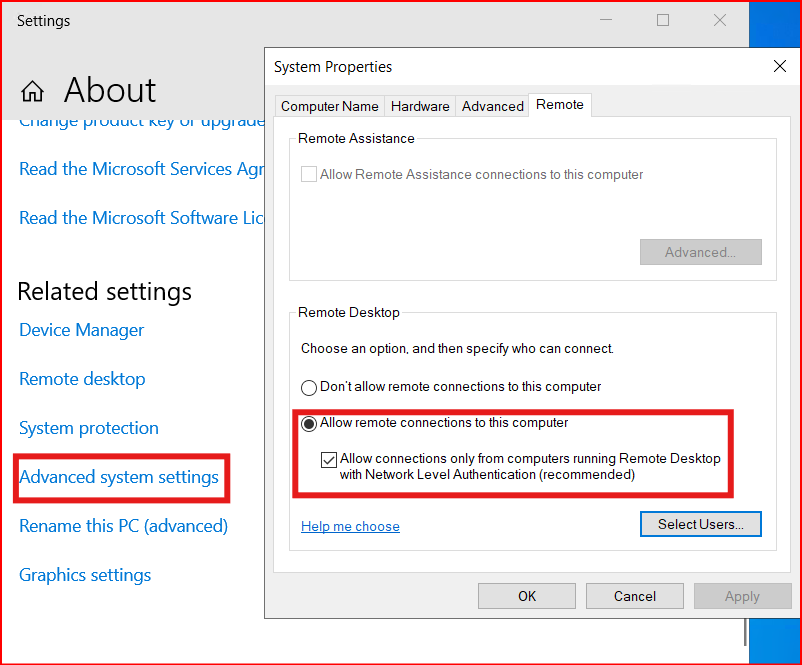 Settings
About
Change product key or upgrade
Read the Microsoft Services Agr
Read the Microsoft Software Lic
Related settings
Device Manager
Remote desktop
System protection
Advanced system settings
Rename this PC (advanced)
Graphics settings
System Properties
Computer Name
Hardware
Advanced
Remote
Remote Assistance
Allow Remote Assistance connections to this computer
Advanced...
Remote Desktop
Choose an option, and then specify who can connect.
Don't allow remote connections to this computer
Allow remote connections to this computer
Allow connections only from computers running Remote Desktop
with Network Level Authentication (recommended)
Help me choose
Select Users...
OK
Cancel
Apply